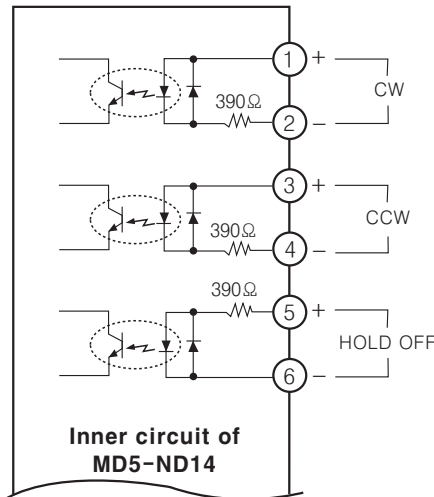 1 +
CW
390Ω
2 −
3 +
CCW
390Ω
4 −
390Ω
5 +
HOLD OFF
6 −
Inner circuit of
MD5-ND14